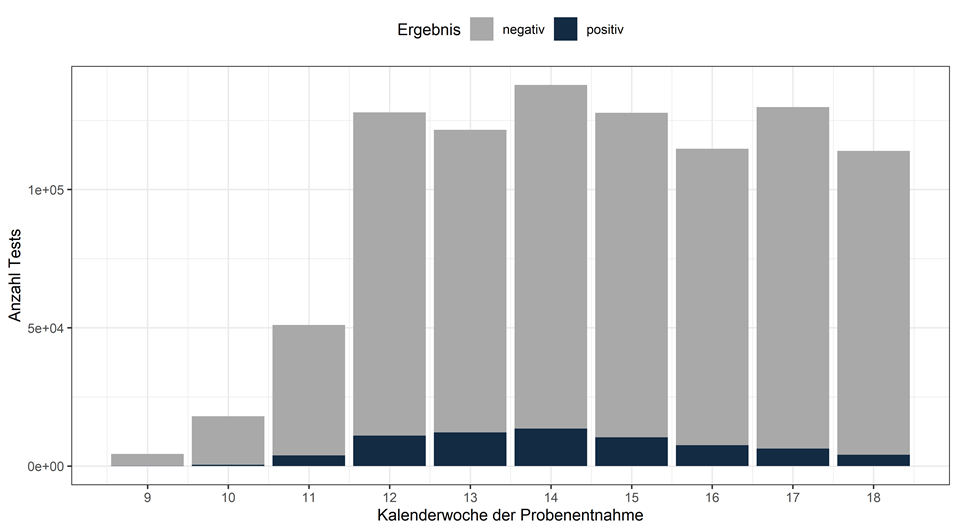 Ergebnis negativ positiv
Anzahl Tests
1e+05
5e+04
0e+00
9 10 11 12 13 14 15 16 17 18
Kalenderwoche der Probenentnahme